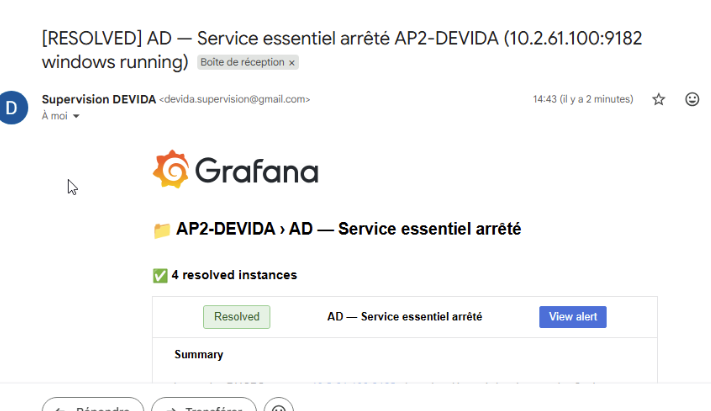 [RESOLVED] AD — Service essentiel arrêté AP2-DEVIDA (10.2.61.100:9182
windows running) Boîte de réception ×
D
Supervision DEVIDA <devida.supervision@gmail.com>
14:43 (il y a 2 minutes)
À moi
Grafana
AP2-DEVIDA › AD — Service essentiel arrêté
4 resolved instances
Resolved
AD — Service essentiel arrêté
View alert
Summary
Répondre
Transférer